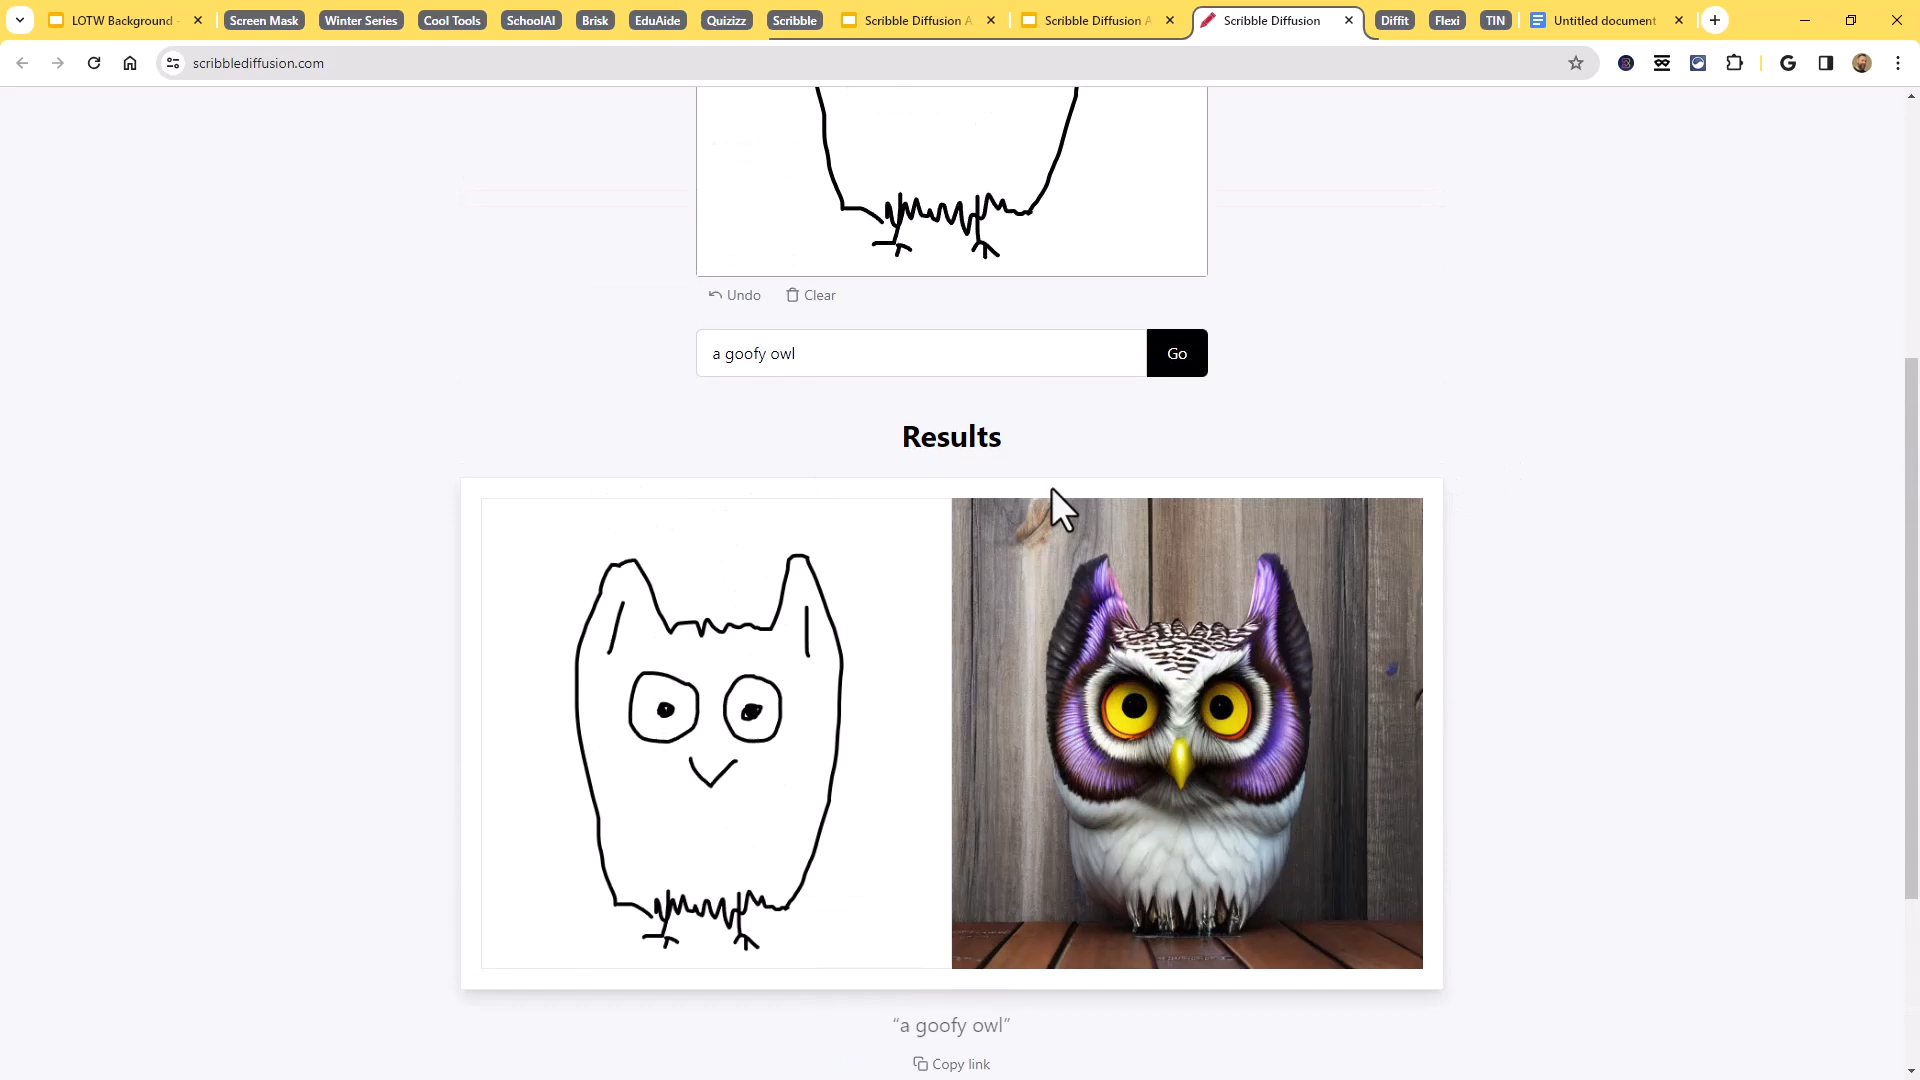 LOTW Background
Screen Mask
Winter Series
Cool Tools
SchoolAI
Brisk
EduAide
Quizizz
Scribble
Scribble Diffusion A
Scribble Diffusion A
Scribble Diffusion
Diffit
Flexi
TIN
Untitled document
scribblediffusion.com
Undo
Clear
a goofy owl
Go
Results
“a goofy owl”
Copy link